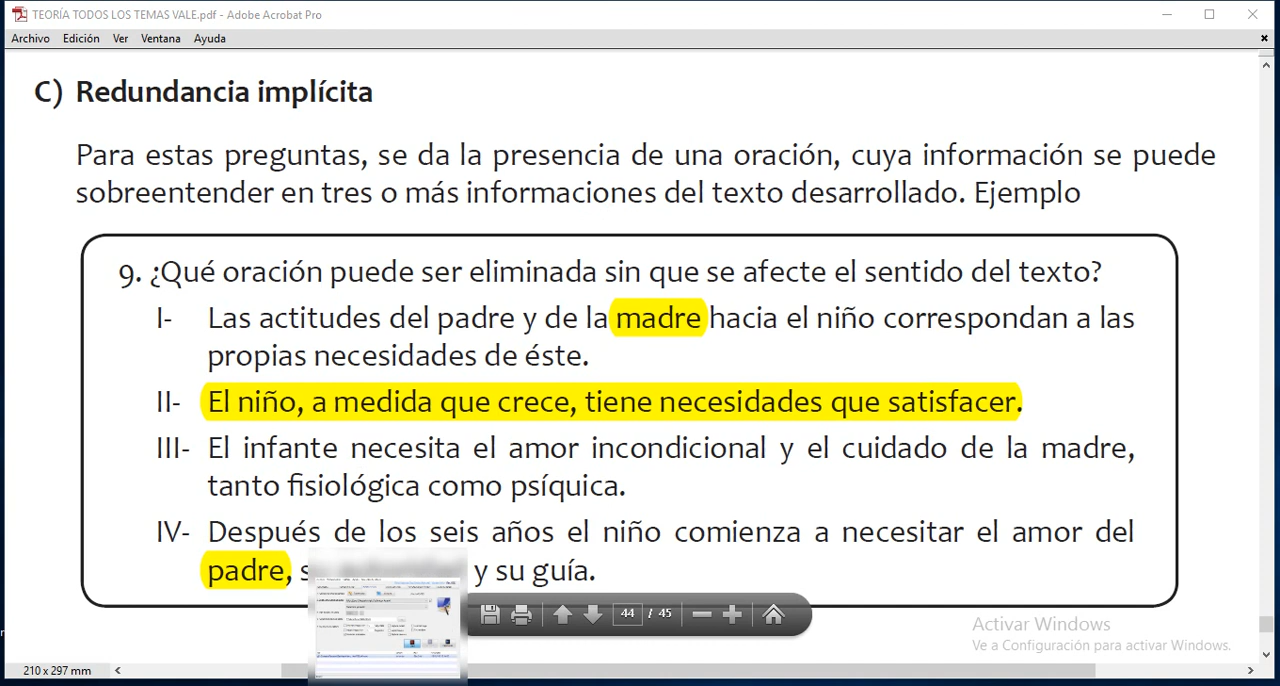 TEORÍA TODOS LOS TEMAS VALE.pdf - Adobe Acrobat Pro
Archivo Edición Ver Ventana Ayuda
C) Redundancia implícita
Para estas preguntas, se da la presencia de una oración, cuya información se puede
sobreentender en tres o más informaciones del texto desarrollado. Ejemplo
9. ¿Qué oración puede ser eliminada sin que se afecte el sentido del texto?
I- Las actitudes del padre y de la madre hacia el niño correspondan a las
propias necesidades de éste.
II- El niño, a medida que crece, tiene necesidades que satisfacer.
III- El infante necesita el amor incondicional y el cuidado de la madre,
tanto fisiológica como psíquica.
IV- Después de los seis años el niño comienza a necesitar el amor del
padre, y su guía.
44 / 45
Activar Windows
Ve a Configuración para activar Windows.
210 x 297 mm